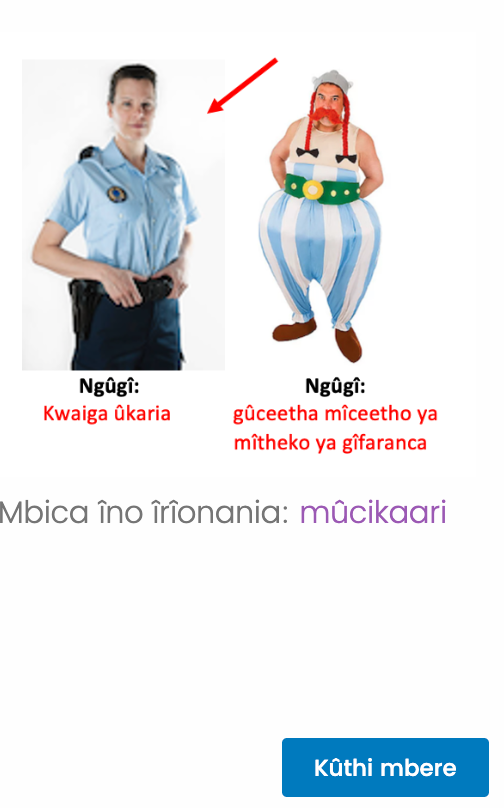 Ngûgî:
Kwaiga ûkaria
Ngûgî:
gûceetha mîceetho ya
mîtheko ya gîfaranca
Mbica îno îrîonania: mûcikaari
Kûthi mbere